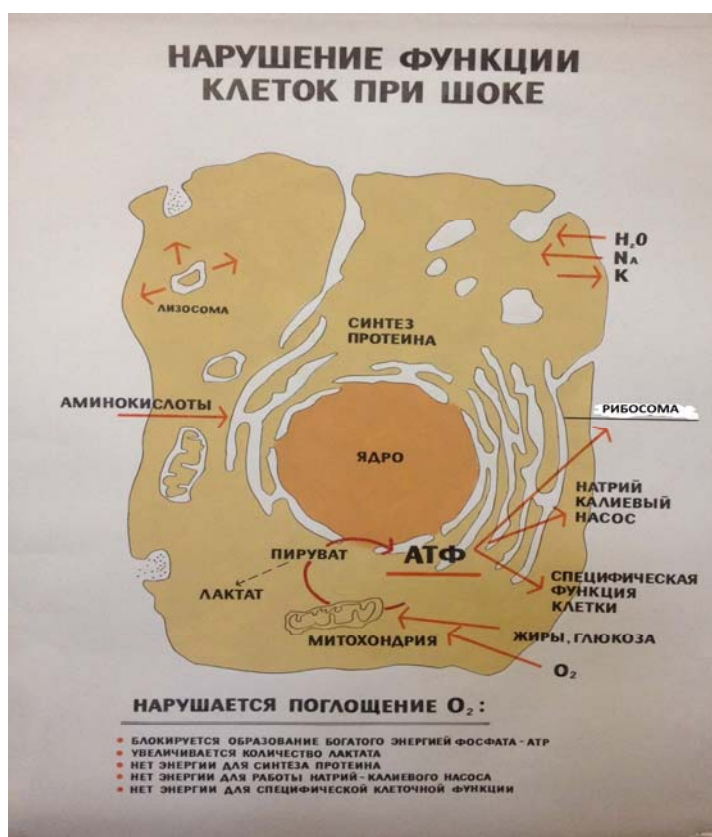 НАРУШЕНИЕ ФУНКЦИИ
КЛЕТОК ПРИ ШОКЕ
H₂O
NA
K
ЛИЗОСОМА
СИНТЕЗ
ПРОТЕИНА
АМИНОКИСЛОТЫ
РИБОСОМА
ЯДРО
НАТРИЙ
КАЛИЕВЫЙ
НАСОС
ПИРУВАТ
АТФ
ЛАКТАТ
СПЕЦИФИЧЕСКАЯ
ФУНКЦИЯ
КЛЕТКИ
МИТОХОНДРИЯ
ЖИРЫ, ГЛЮКОЗА
O₂
НАРУШАЕТСЯ ПОГЛОЩЕНИЕ O₂:
• БЛОКИРУЕТСЯ ОБРАЗОВАНИЕ БОГАТОГО ЭНЕРГИЕЙ ФОСФАТА-АТР
• УВЕЛИЧИВАЕТСЯ КОЛИЧЕСТВО ЛАКТАТА
• НЕТ ЭНЕРГИИ ДЛЯ СИНТЕЗА ПРОТЕИНА
• НЕТ ЭНЕРГИИ ДЛЯ РАБОТЫ НАТРИЙ-КАЛИЕВОГО НАСОСА
• НЕТ ЭНЕРГИИ ДЛЯ СПЕЦИФИЧЕСКОЙ КЛЕТОЧНОЙ ФУНКЦИИ